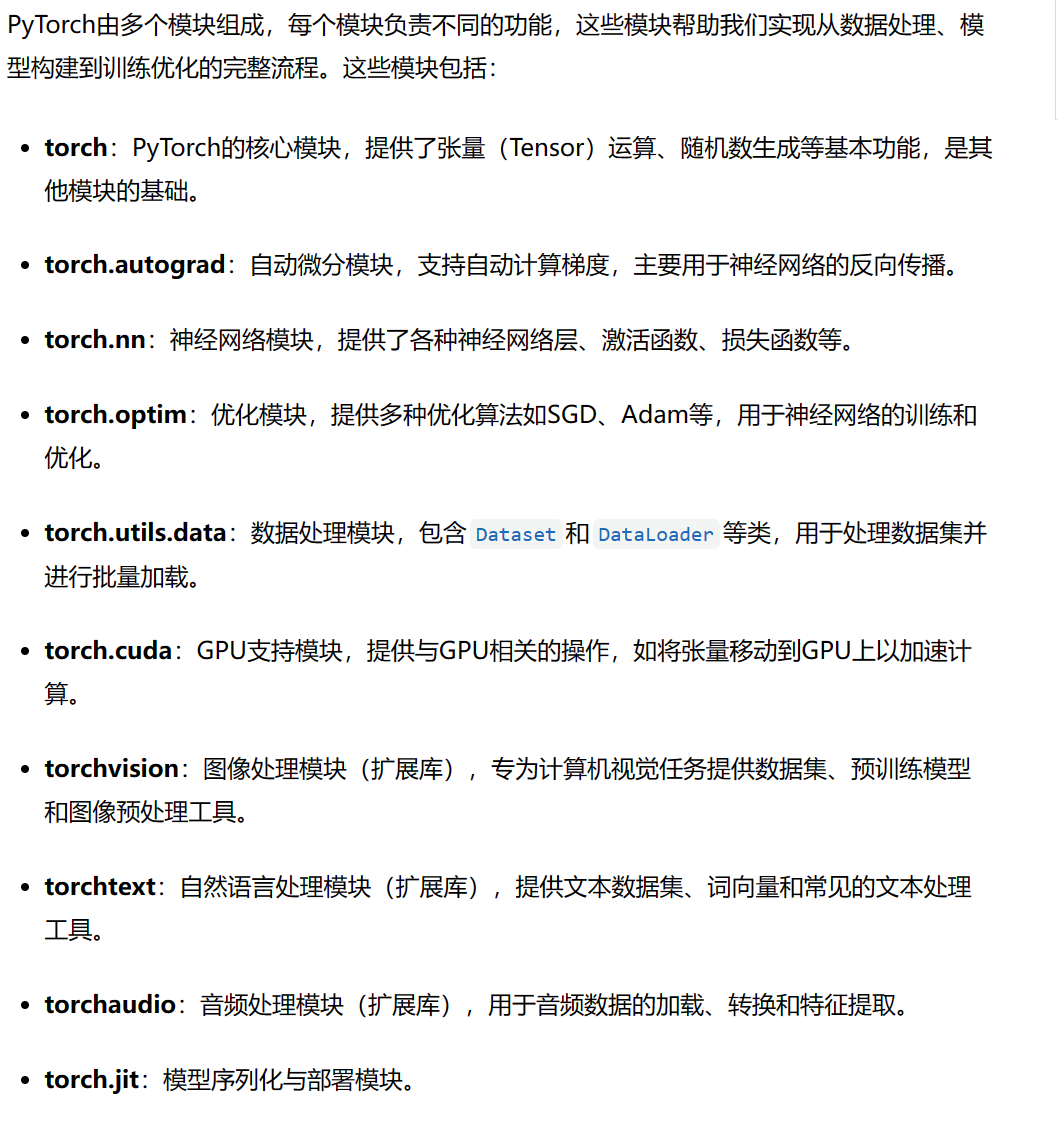 PyTorch由多个模块组成，每个模块负责不同的功能，这些模块帮助我们实现从数据处理、模
型构建到训练优化的完整流程。这些模块包括：
• torch：PyTorch的核心模块，提供了张量（Tensor）运算、随机数生成等基本功能，是其
他模块的基础。
• torch.autograd：自动微分模块，支持自动计算梯度，主要用于神经网络的反向传播。
• torch.nn：神经网络模块，提供了各种神经网络层、激活函数、损失函数等。
• torch.optim：优化模块，提供多种优化算法如SGD、Adam等，用于神经网络的训练和
优化。
• torch.utils.data：数据处理模块，包含 Dataset 和 DataLoader 等类，用于处理数据集并
进行批量加载。
• torch.cuda：GPU支持模块，提供与GPU相关的操作，如将张量移动到GPU上以加速计
算。
• torchvision：图像处理模块（扩展库），专为计算机视觉任务提供数据集、预训练模型
和图像预处理工具。
• torchtext：自然语言处理模块（扩展库），提供文本数据集、词向量和常见的文本处理
工具。
• torchaudio：音频处理模块（扩展库），用于音频数据的加载、转换和特征提取。
• torch.jit：模型序列化与部署模块。